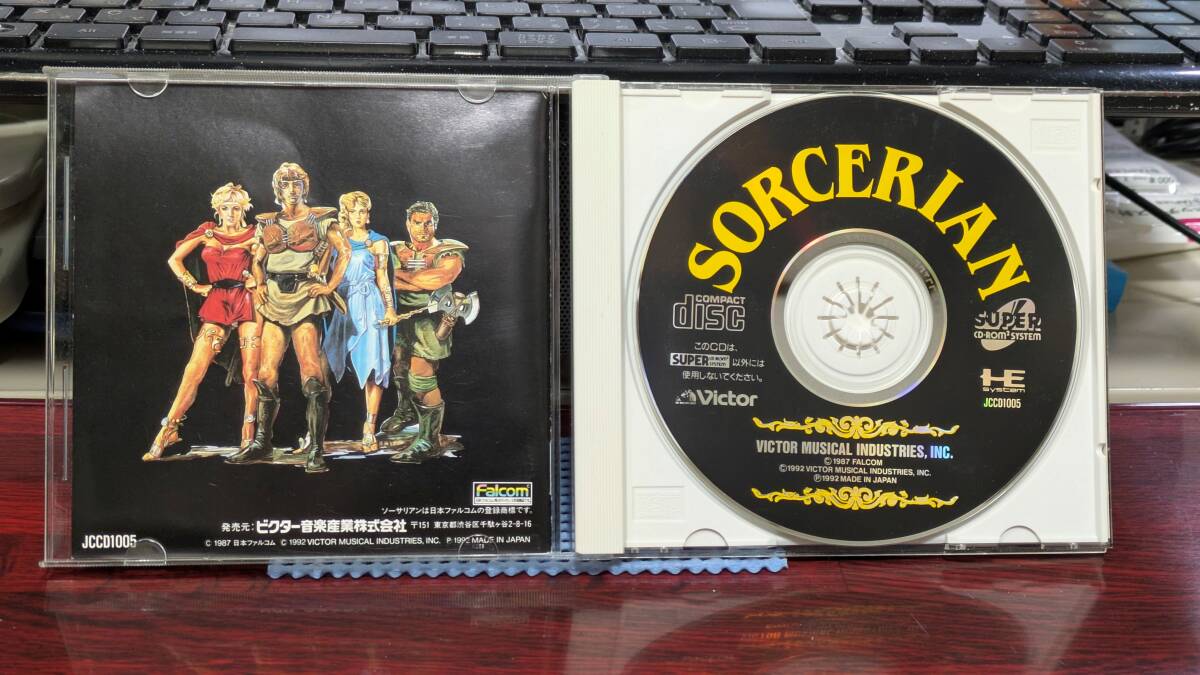 Falcom
ソーサリアンは日本ファルコムの登録商標です。
発売元:ビクター音楽産業株式会社 〒151 東京都渋谷区千駄ヶ谷2-8-16
JCCD1005
© 1987 日本ファルコム © 1992 VICTOR MUSICAL INDUSTRIES, INC. P 1992 MADE IN JAPAN
SORCERIAN
COMPACT
disc
SUPER
CD-ROM² SYSTEM
このCDは、
SUPER CD-ROM² SYSTEM 以外には
使用しないでください。
Victor
HE
system
JCCD1005
VICTOR MUSICAL INDUSTRIES, INC.
©1987 FALCOM
©1992 VICTOR MUSICAL INDUSTRIES, INC.
℗1992 MADE IN JAPAN